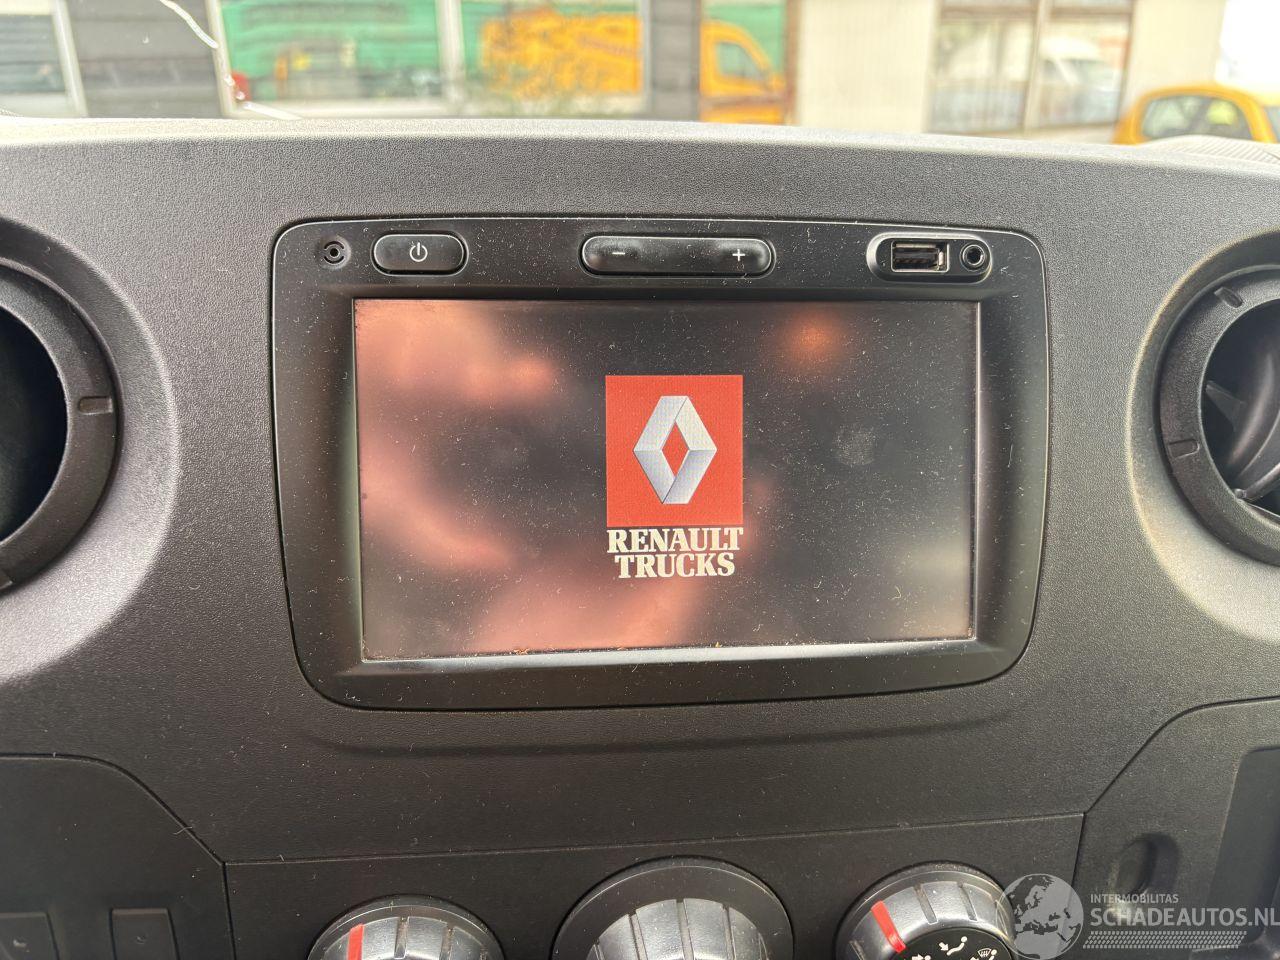 RENAULT
TRUCKS
INTERMOBILITAS
SCHADEAUTOS.NL